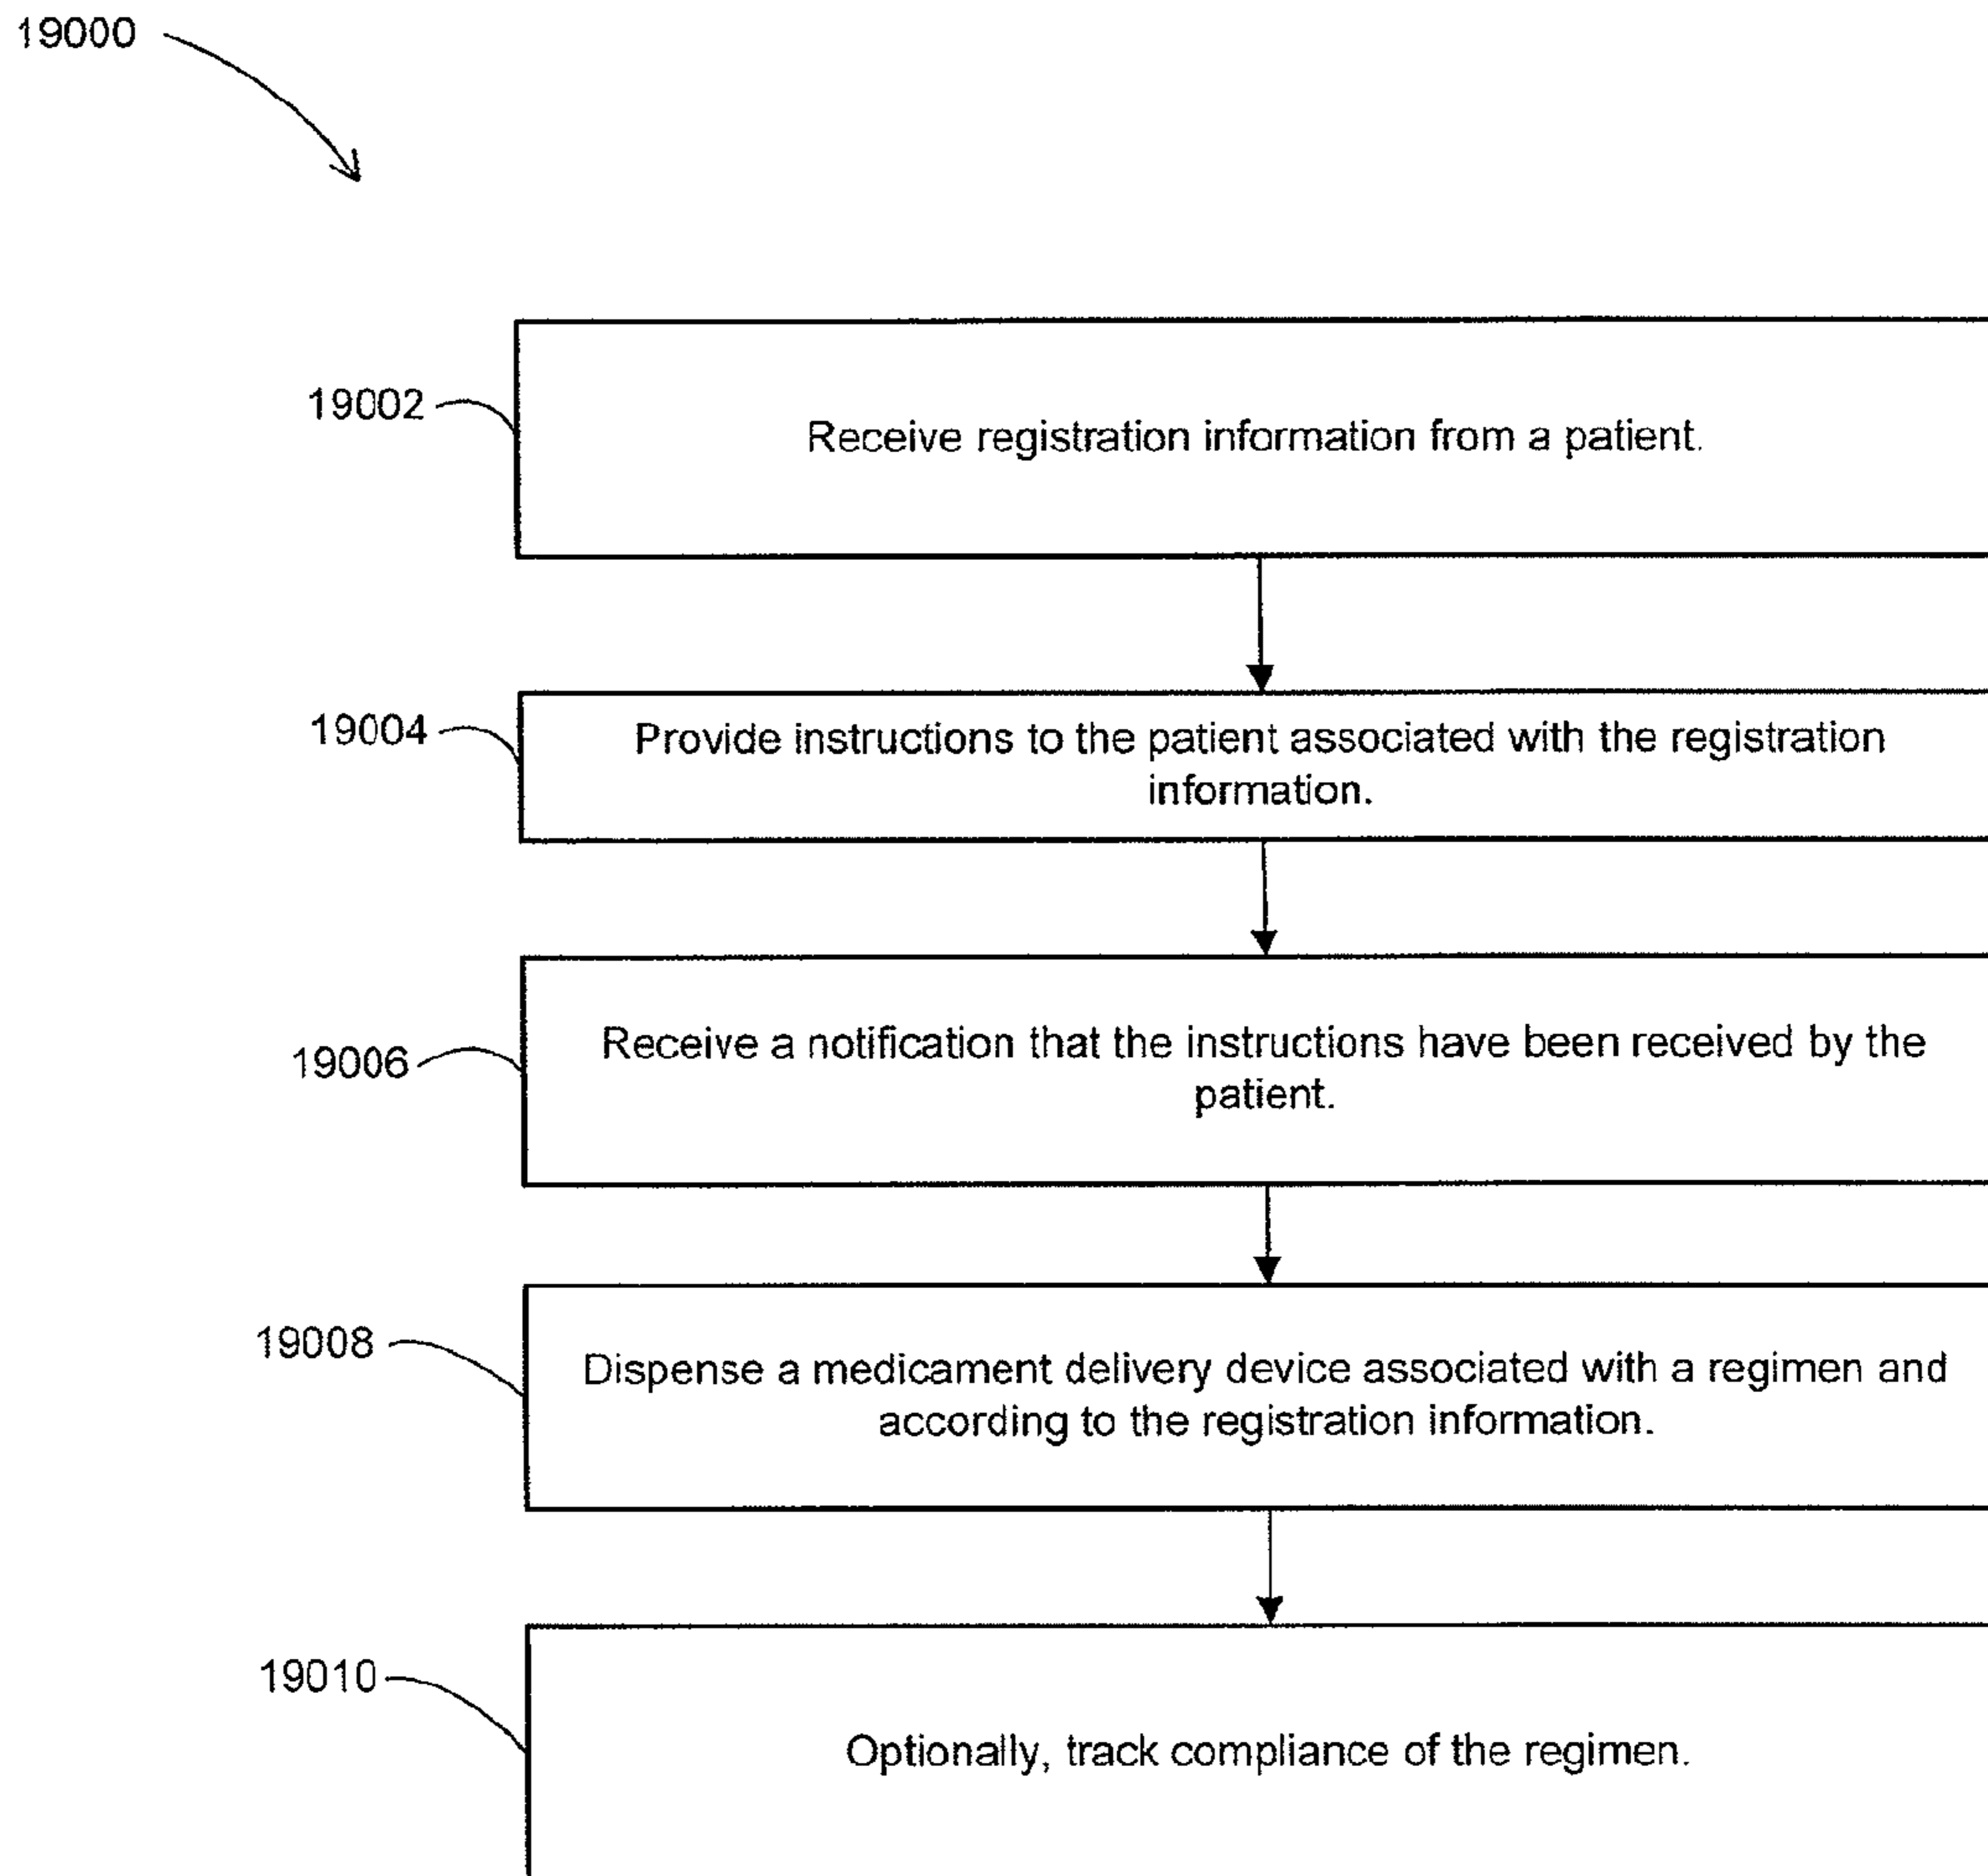 19000
19002
Receive registration information from a patient.
19004
Provide instructions to the patient associated with the registration
information.
19006
Receive a notification that the instructions have been received by the
patient.
19008
Dispense a medicament delivery device associated with a regimen and
according to the registration information.
19010
Optionally, track compliance of the regimen.